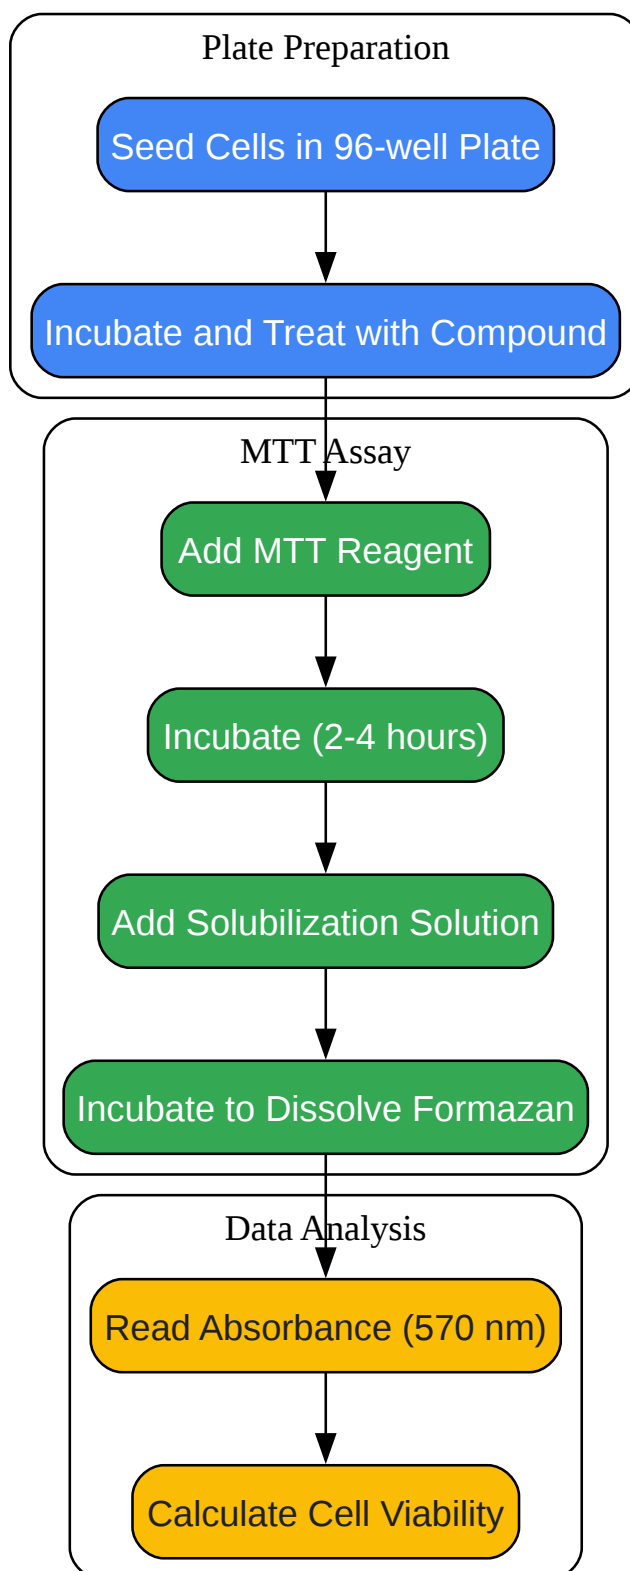 Plate Preparation
Seed Cells in 96-well Plate
Incubate and Treat with Compound
MTT Assay
Add MTT Reagent
Incubate (2-4 hours)
Add Solubilization Solution
Incubate to Dissolve Formazan
Data Analysis
Read Absorbance (570 nm)
Calculate Cell Viability